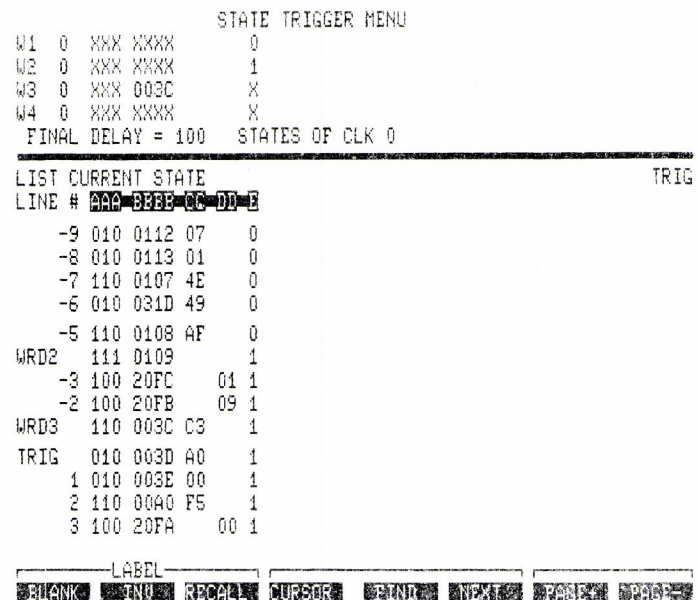 STATE TRIGGER MENU
W1 0 XXX XXXX 0
W2 0 XXX XXXX 1
W3 0 XXX 003C X
W4 0 XXX XXXX X
FINAL DELAY = 100 STATES OF CLK 0
LIST CURRENT STATE TRIG
LINE # AAA BBBB CC DD E
-9 010 0112 07 0
-8 010 0113 01 0
-7 110 0107 4E 0
-6 010 031D 49 0
-5 110 0108 AF 0
WRD2 111 0109 1
-3 100 20FC 01 1
-2 100 20FB 09 1
WRD3 110 003C C3 1
TRIG 010 003D A0 1
1 010 003E 00 1
2 110 00A0 F5 1
3 100 20FA 00 1
LABEL
BLANK INV RECALL CURSOR FIND NEXT PAGE+ PAGE-